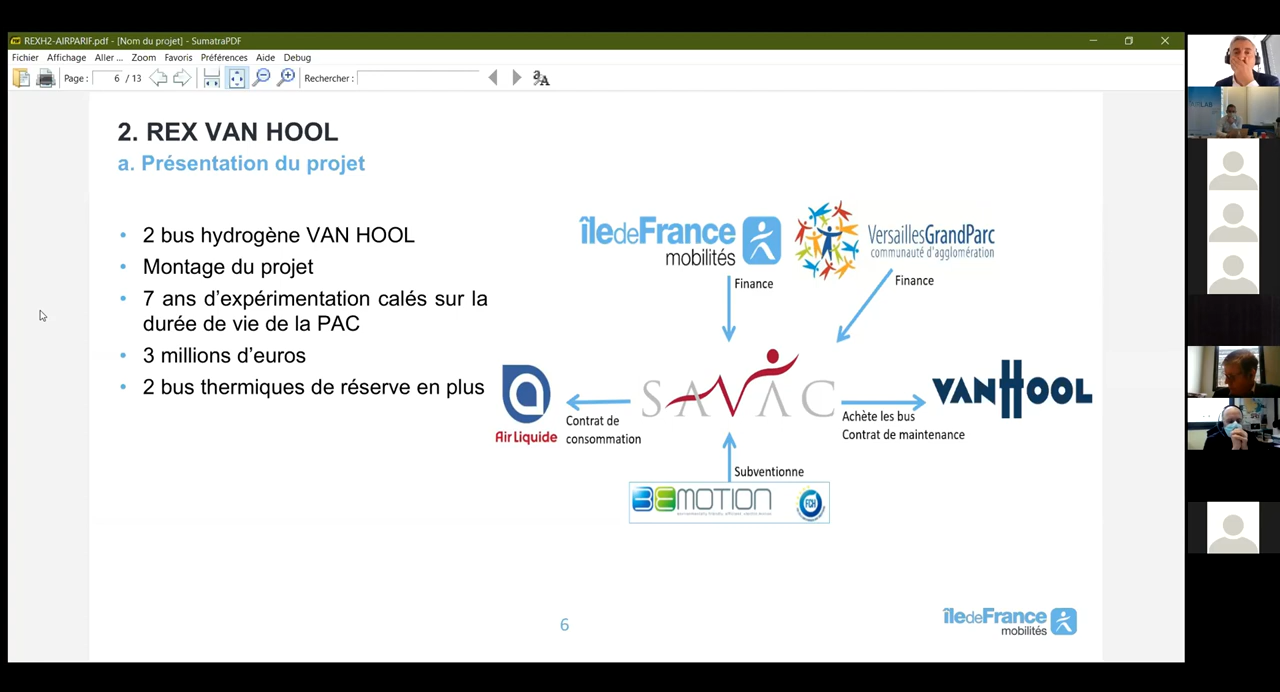 REXH2-AIRPARIF.pdf - [Nom du projet] - SumatraPDF
Fichier Affichage Aller ... Zoom Favoris Préférences Aide Debug
Page : 6 / 13 Rechercher :
2. REX VAN HOOL
a. Présentation du projet
• 2 bus hydrogène VAN HOOL
• Montage du projet
• 7 ans d'expérimentation calés sur la
durée de vie de la PAC
• 3 millions d'euros
• 2 bus thermiques de réserve en plus
îledeFrance
mobilités
VersaillesGrandParc
communauté d'agglomération
Finance
Finance
Air Liquide
Contrat de
consommation
SAVAC
Achète les bus
Contrat de maintenance
VANHOOL
Subventionne
3EMOTION
FCH
6
îledeFrance
mobilités